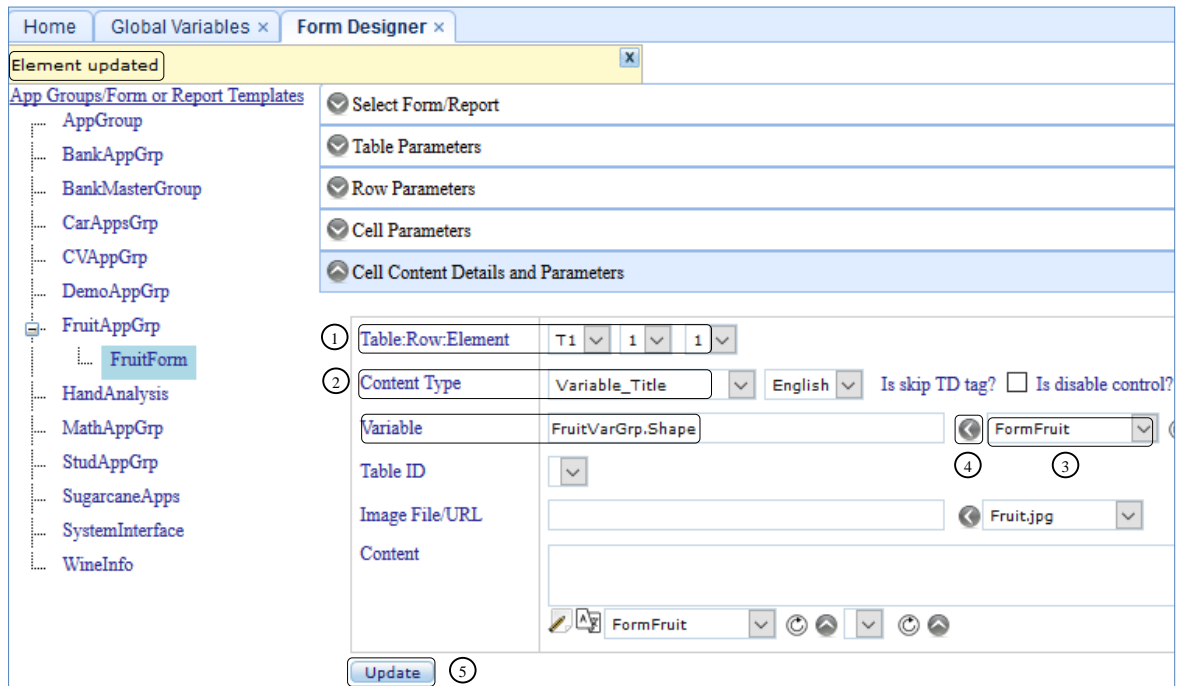 Home Global Variables × Form Designer ×
Element updated x
App Groups/Form or Report Templates
AppGroup
BankAppGrp
BankMasterGroup
CarAppsGrp
CVAppGrp
DemoAppGrp
FruitAppGrp
FruitForm
HandAnalysis
MathAppGrp
StudAppGrp
SugarcaneApps
SystemInterface
WineInfo
Select Form/Report
Table Parameters
Row Parameters
Cell Parameters
Cell Content Details and Parameters
1 Table:Row:Element T1 1 1
2 Content Type Variable_Title English Is skip TD tag? Is disable control?
Variable FruitVarGrp.Shape FormFruit
4 3
Table ID
Image File/URL Fruit.jpg
Content
FormFruit
Update 5